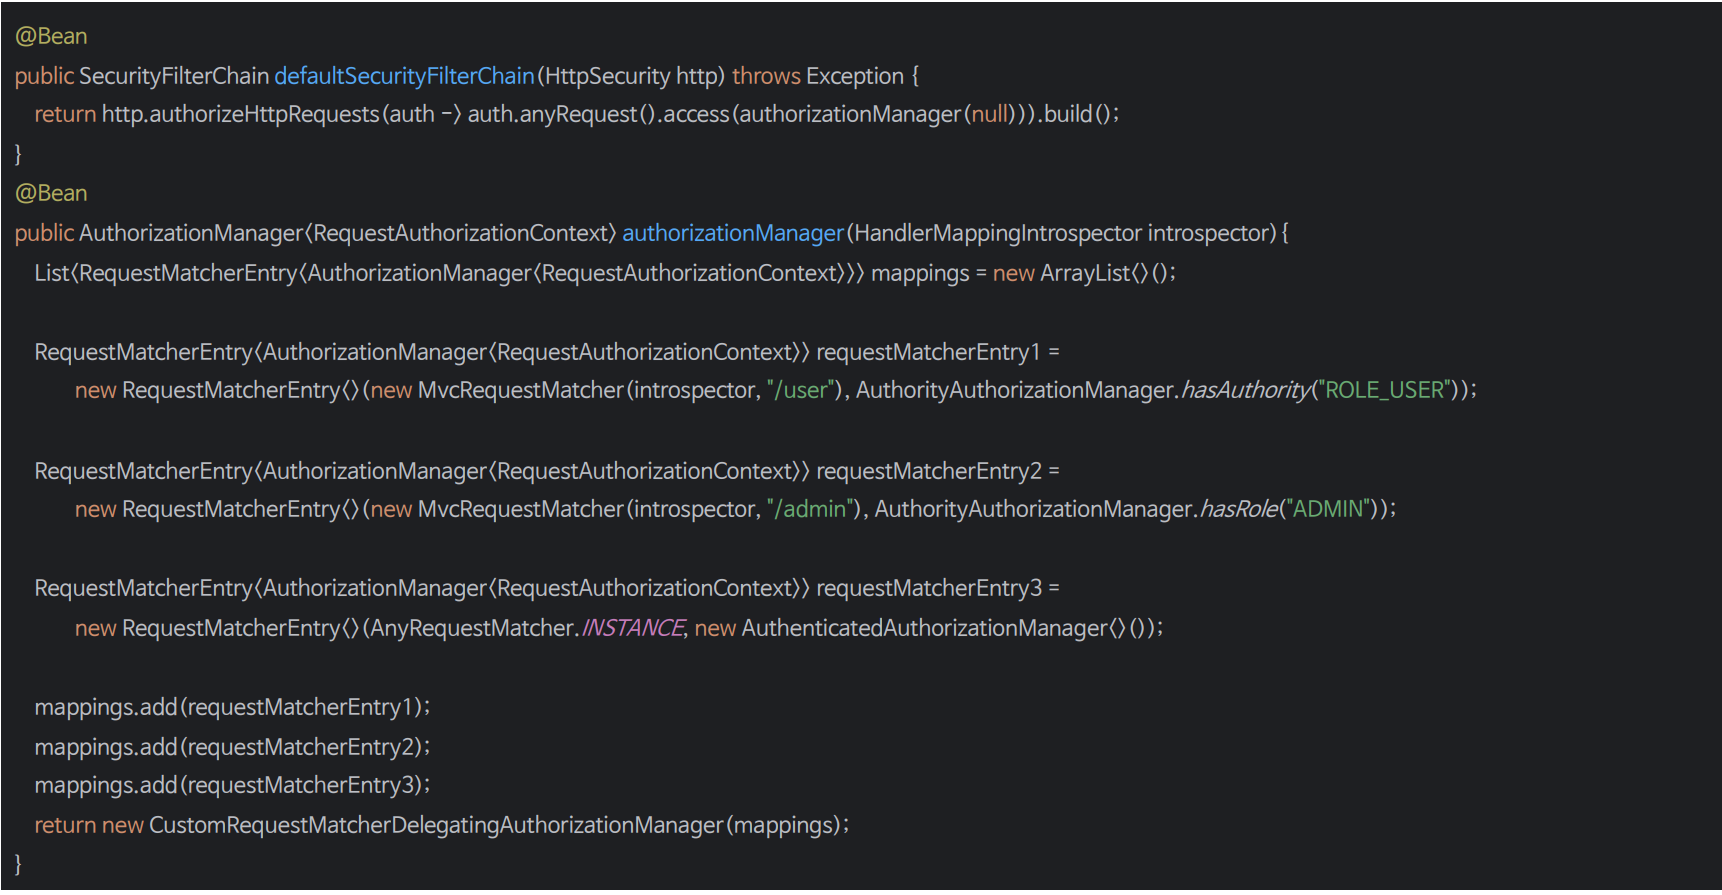 @Bean
public SecurityFilterChain defaultSecurityFilterChain(HttpSecurity http) throws Exception {
return http.authorizeHttpRequests(auth -> auth.anyRequest().access(authorizationManager(null))).build();
}
@Bean
public AuthorizationManager<RequestAuthorizationContext> authorizationManager(HandlerMappingIntrospector introspector){
List<RequestMatcherEntry<AuthorizationManager<RequestAuthorizationContext>>> mappings = new ArrayList<>();
RequestMatcherEntry<AuthorizationManager<RequestAuthorizationContext>> requestMatcherEntry1 =
new RequestMatcherEntry<>(new MvcRequestMatcher(introspector, "/user"), AuthorityAuthorizationManager.hasAuthority("ROLE_USER"));
RequestMatcherEntry<AuthorizationManager<RequestAuthorizationContext>> requestMatcherEntry2 =
new RequestMatcherEntry<>(new MvcRequestMatcher(introspector, "/admin"), AuthorityAuthorizationManager.hasRole("ADMIN"));
RequestMatcherEntry<AuthorizationManager<RequestAuthorizationContext>> requestMatcherEntry3 =
new RequestMatcherEntry<>(AnyRequestMatcher.INSTANCE, new AuthenticatedAuthorizationManager<>());
mappings.add(requestMatcherEntry1);
mappings.add(requestMatcherEntry2);
mappings.add(requestMatcherEntry3);
return new CustomRequestMatcherDelegatingAuthorizationManager(mappings);
}